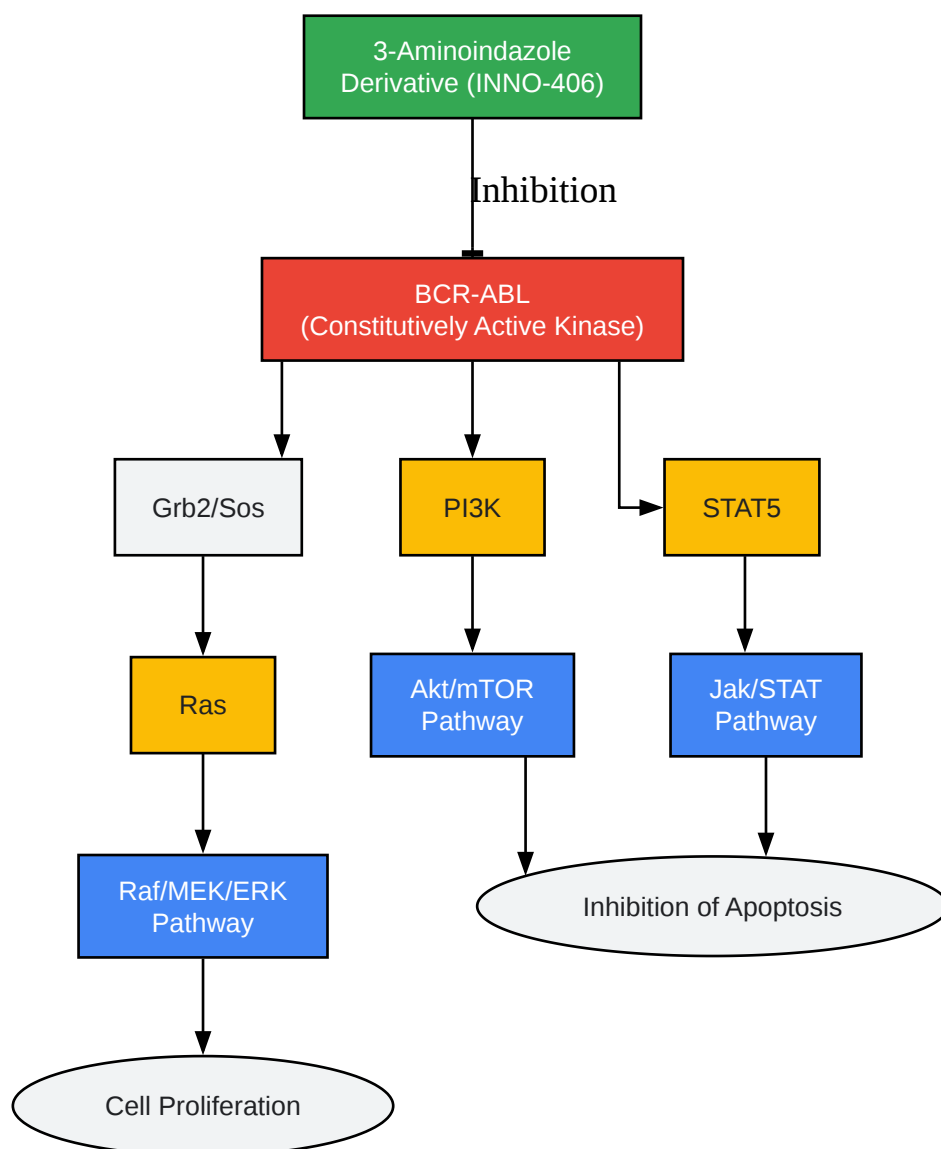 3-Aminoindazole
Derivative (INNO-406)
Inhibition
BCR-ABL
(Constitutively Active Kinase)
Grb2/Sos
PI3K
STAT5
Ras
Akt/mTOR
Pathway
Jak/STAT
Pathway
Raf/MEK/ERK
Pathway
Inhibition of Apoptosis
Cell Proliferation